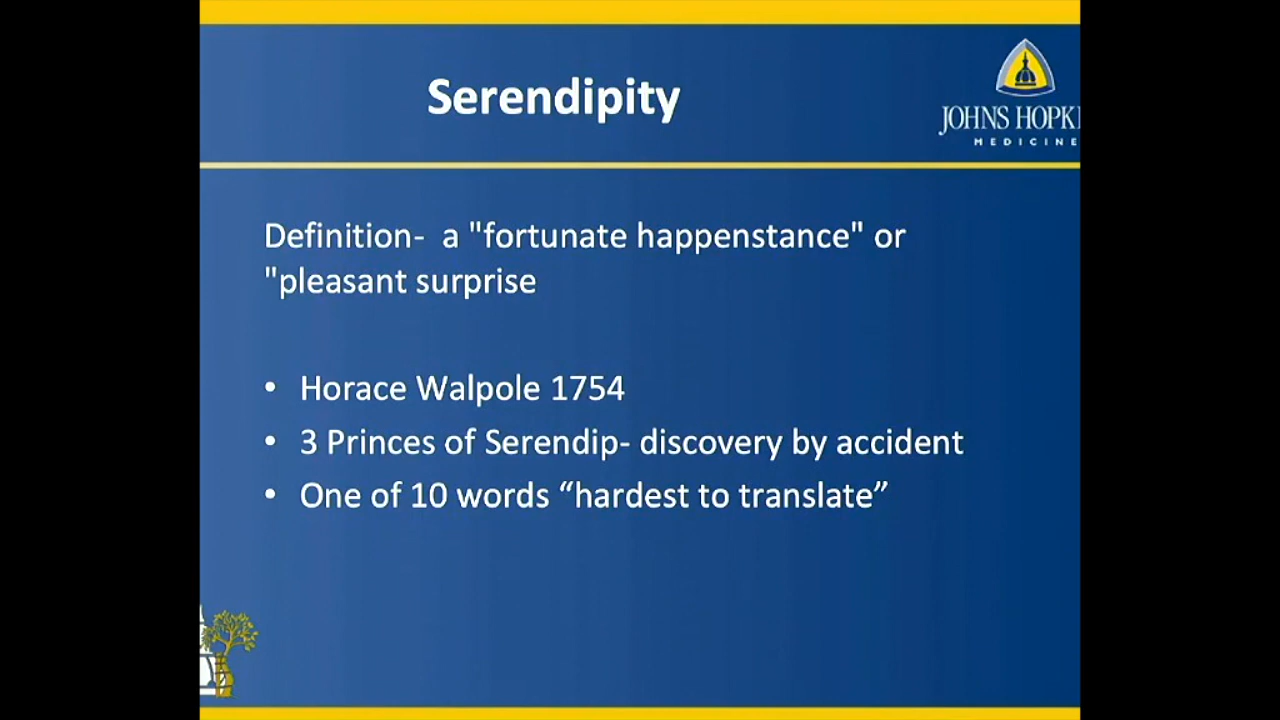 Serendipity
JOHNS HOPKI
MEDICINE
Definition- a "fortunate happenstance" or
"pleasant surprise
• Horace Walpole 1754
• 3 Princes of Serendip- discovery by accident
• One of 10 words “hardest to translate”